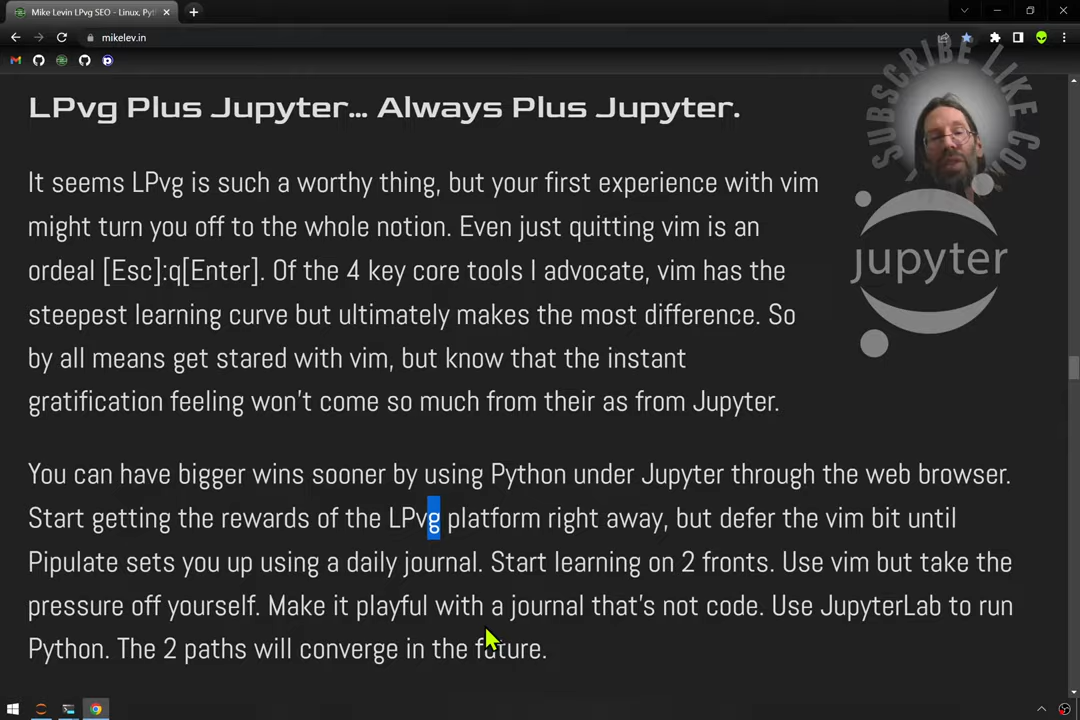 Mike Levin LPvg SEO - Linux, Pyt
mikelev.in
LPvg Plus Jupyter... Always Plus Jupyter.
It seems LPvg is such a worthy thing, but your first experience with vim
might turn you off to the whole notion. Even just quitting vim is an
ordeal [Esc]:q[Enter]. Of the 4 key core tools I advocate, vim has the
steepest learning curve but ultimately makes the most difference. So
by all means get stared with vim, but know that the instant
gratification feeling won't come so much from their as from Jupyter.
You can have bigger wins sooner by using Python under Jupyter through the web browser.
Start getting the rewards of the LPvg platform right away, but defer the vim bit until
Pipulate sets you up using a daily journal. Start learning on 2 fronts. Use vim but take the
pressure off yourself. Make it playful with a journal that's not code. Use JupyterLab to run
Python. The 2 paths will converge in the future.
SUBSCRIBE LIKE COM
jupyter